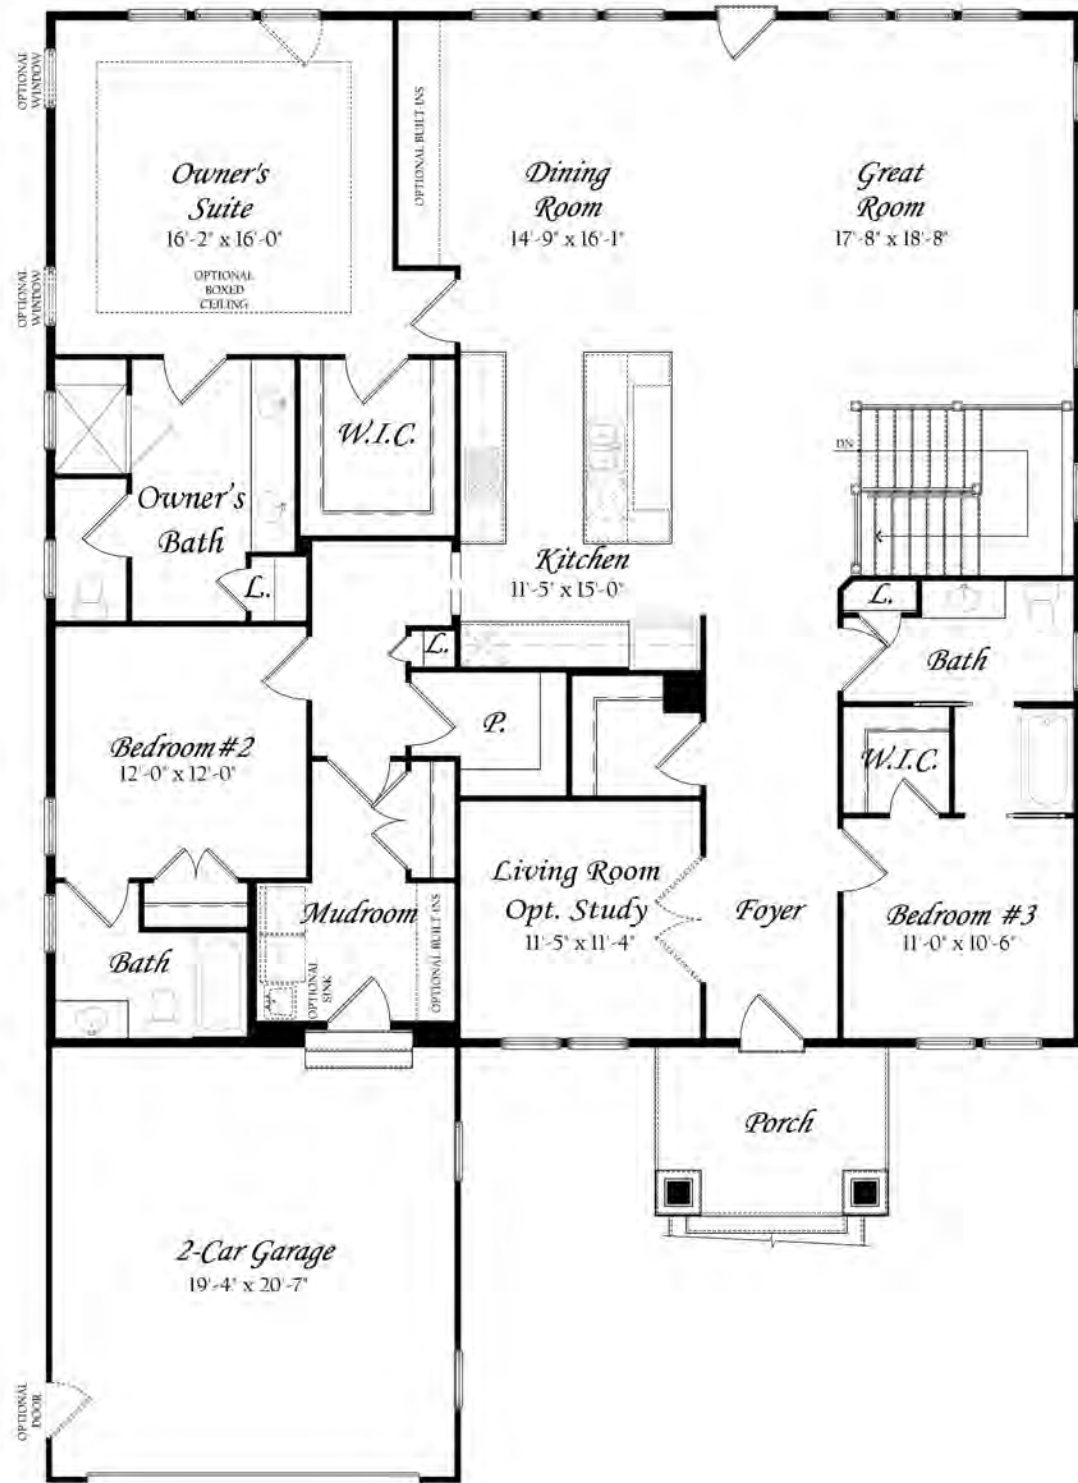 OPTIONAL
WINDOW
OPTIONAL BUILT-INS
Owner's
Suite
16'-2" x 16'-0"
OPTIONAL
BOXED
CEILING
OPTIONAL
WINDOW
Dining
Room
14'-9" x 16'-1"
Great
Room
17'-8" x 18'-8"
W.I.C.
DN
Owner's
Bath
L.
Kitchen
11'-5" x 15'-0"
L.
L.
Bath
Bedroom #2
12'-0" x 12'-0"
P.
W.I.C.
Living Room
Opt. Study
11'-5" x 11'-4"
Foyer
Bedroom #3
11'-0" x 10'-6"
Mudroom
OPTIONAL BUILT-INS
OPTIONAL
SINK
Bath
Porch
2-Car Garage
19'-4" x 20'-7"
OPTIONAL
DOOR